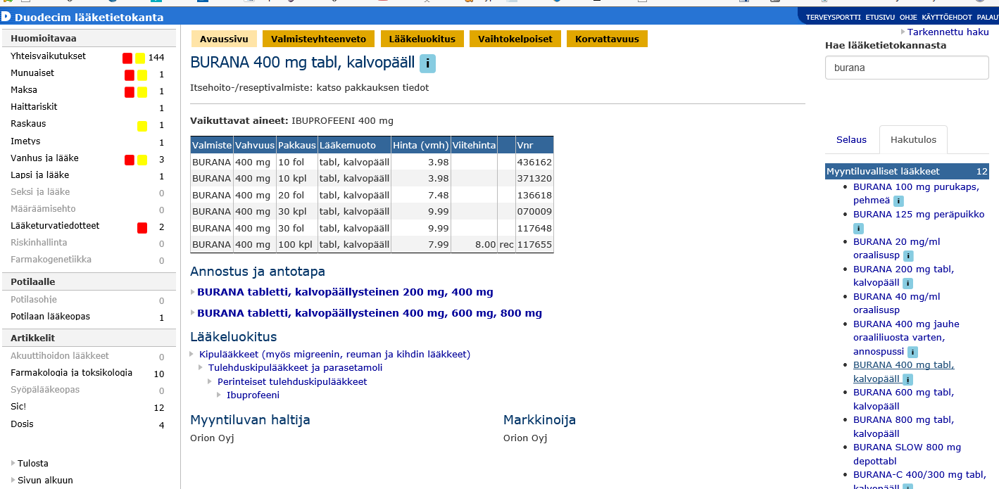 D Duodecim lääketietokanta
TERVEYSPORTTI ETUSIVU OHJE KÄYTTÖEHDOT
Huomioitavaa
Yhteisvaikutukset 144
Munuaiset 1
Maksa 1
Haittariskit 1
Raskaus 1
Imetys 1
Vanhus ja lääke 3
Lapsi ja lääke 1
Seksi ja lääke 0
Määräämisehto 0
Lääketurvatiedotteet 2
Riskinhallinta 0
Farmakogenetiikka 0
Potilaalle
Potilasohje 0
Potilaan lääkeopas 1
Artikkelit
Akuuttihoidon lääkkeet 0
Farmakologia ja toksikologia 10
Syöpälääkeopas 0
Sic! 12
Dosis 4
Tulosta
Sivun alkuun
Avaussivu Valmisteyhteenveto Lääkeluokitus Vaihtokelpoiset Korvattavuus
BURANA 400 mg tabl, kalvopääll i
Itsehoito-/reseptivalmiste: katso pakkauksen tiedot
Vaikuttavat aineet: IBUPROFEENI 400 mg
Valmiste Vahvuus Pakkaus Lääkemuoto Hinta (vmh) Viitehinta Vnr
BURANA 400 mg 10 fol tabl, kalvopääll 3.98 436162
BURANA 400 mg 10 kpl tabl, kalvopääll 3.98 371320
BURANA 400 mg 20 fol tabl, kalvopääll 7.48 136618
BURANA 400 mg 30 kpl tabl, kalvopääll 9.99 070009
BURANA 400 mg 30 fol tabl, kalvopääll 9.99 117648
BURANA 400 mg 100 kpl tabl, kalvopääll 7.99 8.00 rec 117655
Annostus ja antotapa
BURANA tabletti, kalvopäällysteinen 200 mg, 400 mg
BURANA tabletti, kalvopäällysteinen 400 mg, 600 mg, 800 mg
Lääkeluokitus
Kipulääkkeet (myös migreenin, reuman ja kihdin lääkkeet)
Tulehduskipulääkkeet ja parasetamoli
Perinteiset tulehduskipulääkkeet
Ibuprofeeni
Myyntiluvan haltija
Orion Oyj
Markkinoija
Orion Oyj
Tarkennettu haku
Hae lääketietokannasta
burana
Selaus Hakutulos
Myyntiluvalliset lääkkeet 12
BURANA 100 mg purukaps,
pehmeä i
BURANA 125 mg peräpuikko
i
BURANA 20 mg/ml
oraalisusp i
BURANA 200 mg tabl,
kalvopääll i
BURANA 40 mg/ml
oraalisusp
BURANA 400 mg jauhe
oraaliliuosta varten,
annospussi i
BURANA 400 mg tabl,
kalvopääll i
BURANA 600 mg tabl,
kalvopääll
BURANA 800 mg tabl,
kalvopääll
BURANA SLOW 800 mg
depottabl
BURANA-C 400/300 mg tabl,
kalvopääll i